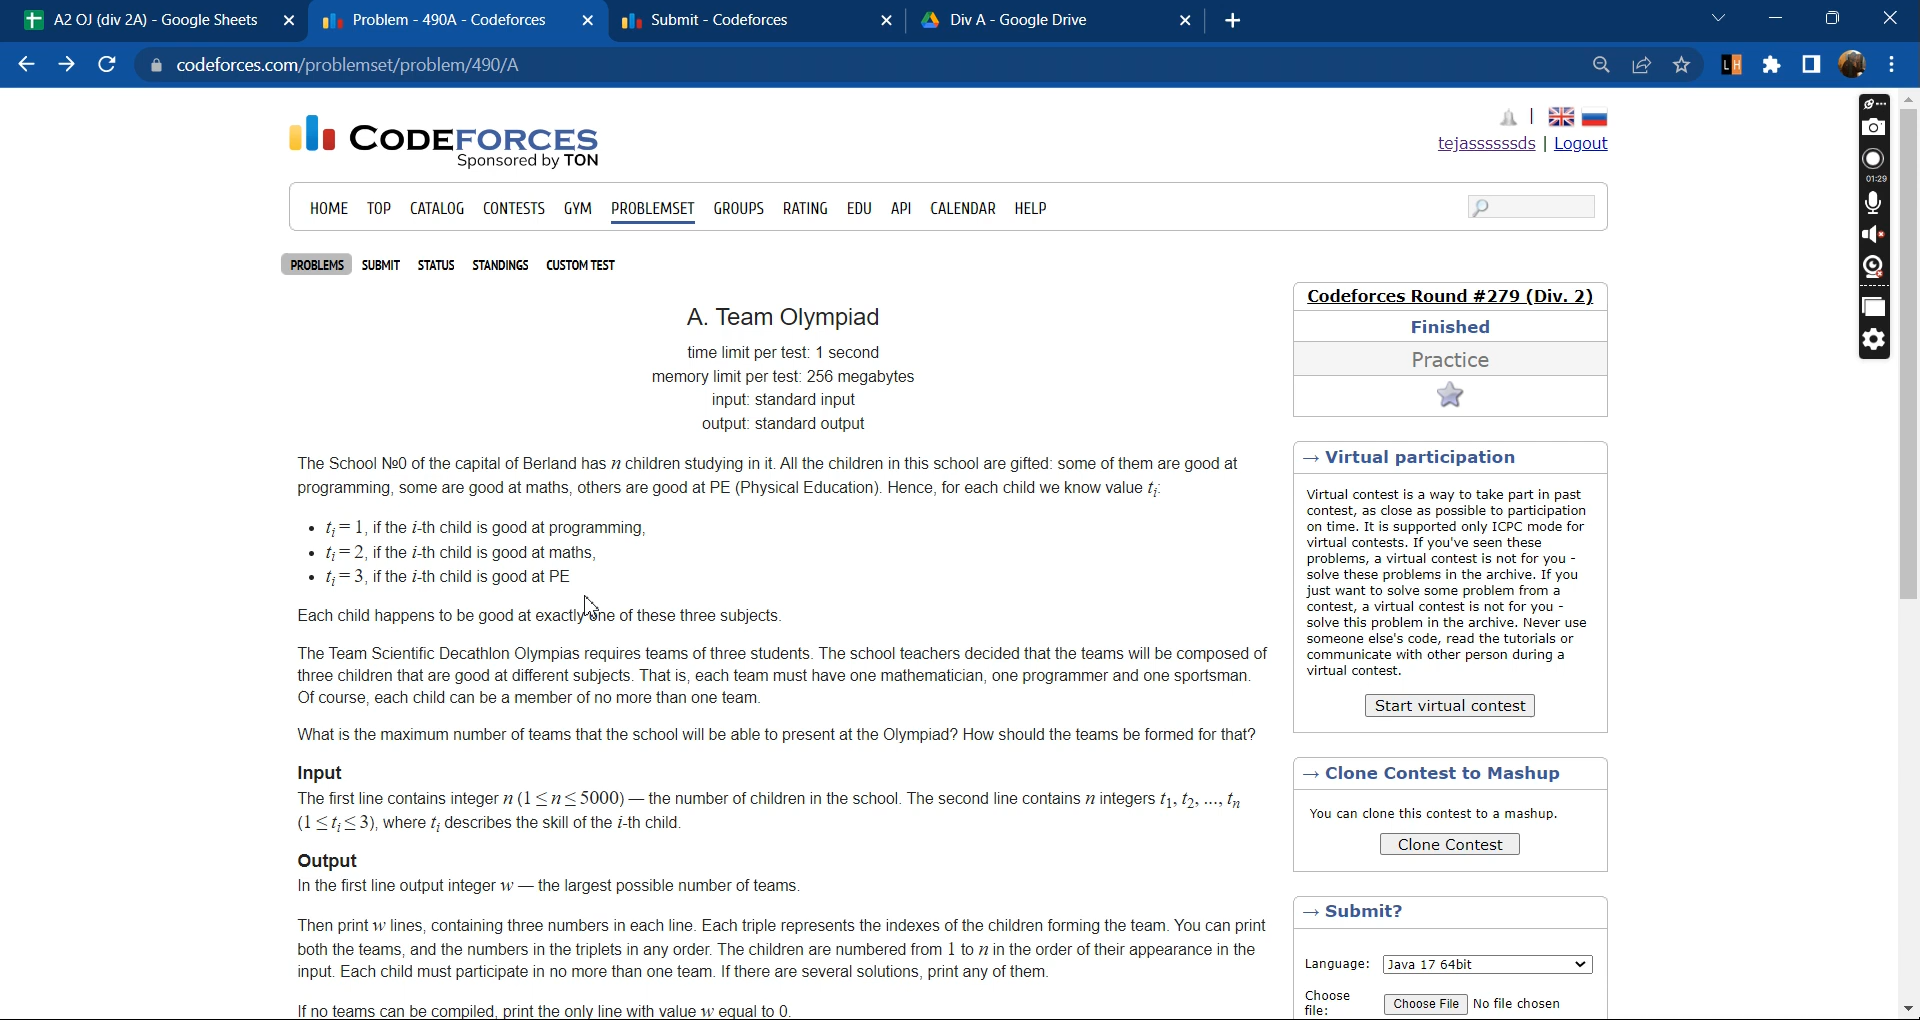 A2 OJ (div 2A) - Google Sheets
Problem - 490A - Codeforces
Submit - Codeforces
Div A - Google Drive
codeforces.com/problemset/problem/490/A
LH
CODEFORCES
Sponsored by TON
|
tejassssssds | Logout
01:29
HOME TOP CATALOG CONTESTS GYM PROBLEMSET GROUPS RATING EDU API CALENDAR HELP
PROBLEMS SUBMIT STATUS STANDINGS CUSTOM TEST
A. Team Olympiad
time limit per test: 1 second
memory limit per test: 256 megabytes
input: standard input
output: standard output
The School №0 of the capital of Berland has n children studying in it. All the children in this school are gifted: some of them are good at
programming, some are good at maths, others are good at PE (Physical Education). Hence, for each child we know value tᵢ:
• tᵢ = 1, if the i-th child is good at programming,
• tᵢ = 2, if the i-th child is good at maths,
• tᵢ = 3, if the i-th child is good at PE
Each child happens to be good at exactly one of these three subjects.
The Team Scientific Decathlon Olympias requires teams of three students. The school teachers decided that the teams will be composed of
three children that are good at different subjects. That is, each team must have one mathematician, one programmer and one sportsman.
Of course, each child can be a member of no more than one team.
What is the maximum number of teams that the school will be able to present at the Olympiad? How should the teams be formed for that?
Input
The first line contains integer n (1 ≤ n ≤ 5000) — the number of children in the school. The second line contains n integers t₁, t₂, ..., tₙ
(1 ≤ tᵢ ≤ 3), where tᵢ describes the skill of the i-th child.
Output
In the first line output integer w — the largest possible number of teams.
Then print w lines, containing three numbers in each line. Each triple represents the indexes of the children forming the team. You can print
both the teams, and the numbers in the triplets in any order. The children are numbered from 1 to n in the order of their appearance in the
input. Each child must participate in no more than one team. If there are several solutions, print any of them.
If no teams can be compiled, print the only line with value w equal to 0.
Codeforces Round #279 (Div. 2)
Finished
Practice
→ Virtual participation
Virtual contest is a way to take part in past
contest, as close as possible to participation
on time. It is supported only ICPC mode for
virtual contests. If you've seen these
problems, a virtual contest is not for you -
solve these problems in the archive. If you
just want to solve some problem from a
contest, a virtual contest is not for you -
solve this problem in the archive. Never use
someone else's code, read the tutorials or
communicate with other person during a
virtual contest.
Start virtual contest
→ Clone Contest to Mashup
You can clone this contest to a mashup.
Clone Contest
→ Submit?
Language: Java 17 64bit
Choose
file: Choose File No file chosen